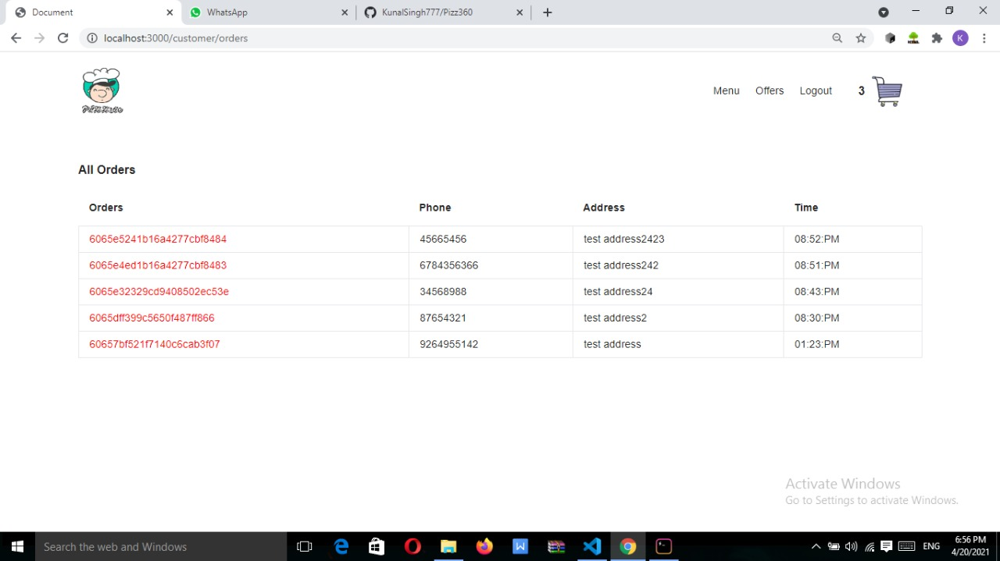 Document WhatsApp KunalSingh777/Pizz360
localhost:3000/customer/orders K
Pizza360
Menu Offers Logout 3
All Orders
Orders Phone Address Time
6065e5241b16a4277cbf8484 45665456 test address2423 08:52:PM
6065e4ed1b16a4277cbf8483 6784356366 test address242 08:51:PM
6065e32329cd9408502ec53e 34568988 test address24 08:43:PM
6065dff399c5650f487ff866 87654321 test address2 08:30:PM
60657bf521f7140c6cab3f07 9264955142 test address 01:23:PM
Activate Windows
Go to Settings to activate Windows.
Search the web and Windows ENG 6:56 PM
4/20/2021